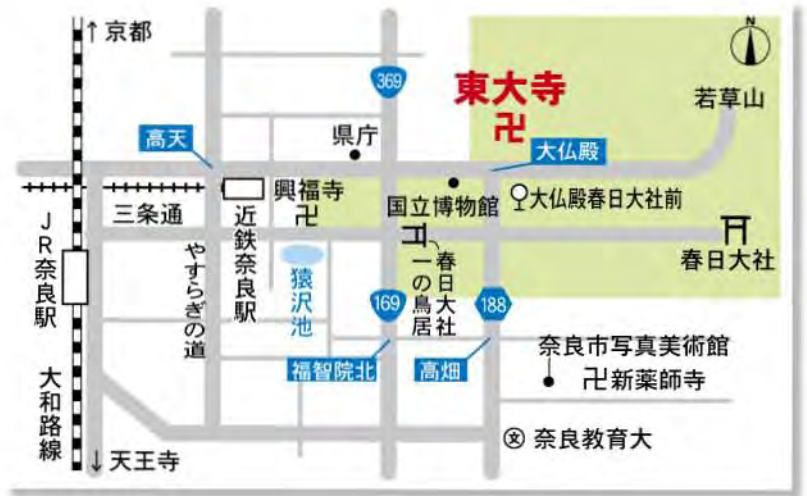 ↑京都
N
369
東大寺
卍
若草山
高天
県庁
大仏殿
興福寺
卍
国立博物館
大仏殿春日大社前
三条通
近鉄奈良駅
やすらぎの道
JR奈良駅
猿沢池
春日大社
一の鳥居
春日大社
169
188
福智院北
高畑
奈良市写真美術館
卍新薬師寺
大和路線
文 奈良教育大
↓天王寺